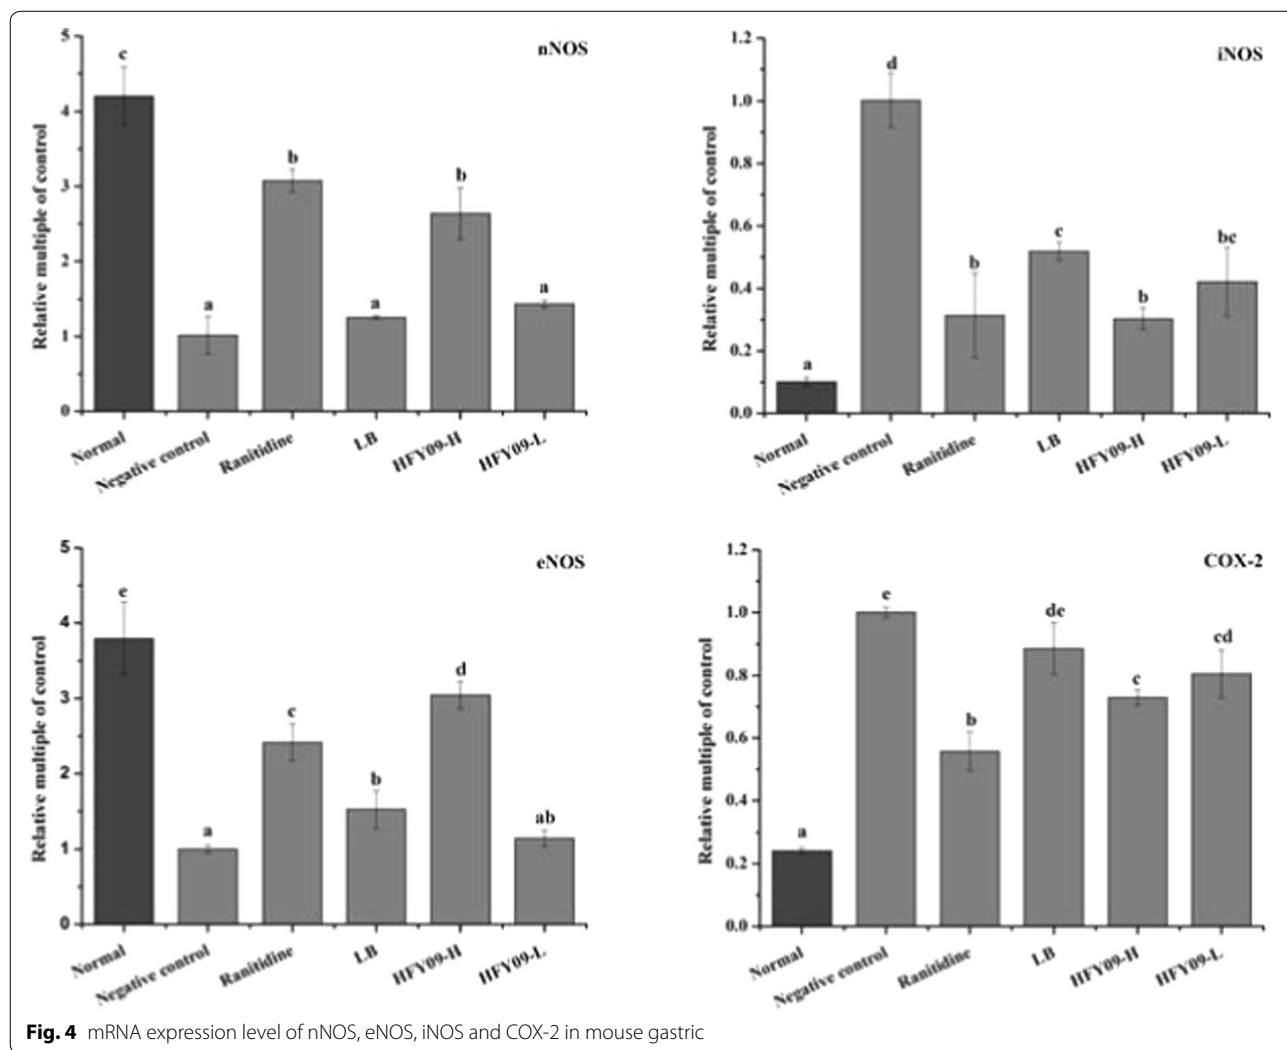 nNOS
Relative multiple of control
5
4
3
2
1
0
c
a
b
a
b
a
Normal
Negative control
Ranitidine
LB
HFY09-H
HFY09-L
iNOS
Relative multiple of control
1.2
1.0
0.8
0.6
0.4
0.2
0.0
a
d
b
c
b
bc
Normal
Negative control
Ranitidine
LB
HFY09-H
HFY09-L
eNOS
Relative multiple of control
5
4
3
2
1
0
e
a
c
b
d
ab
Normal
Negative control
Ranitidine
LB
HFY09-H
HFY09-L
COX-2
Relative multiple of control
1.2
1.0
0.8
0.6
0.4
0.2
0.0
a
e
b
de
c
cd
Normal
Negative control
Ranitidine
LB
HFY09-H
HFY09-L
Fig. 4 mRNA expression level of nNOS, eNOS, iNOS and COX-2 in mouse gastric